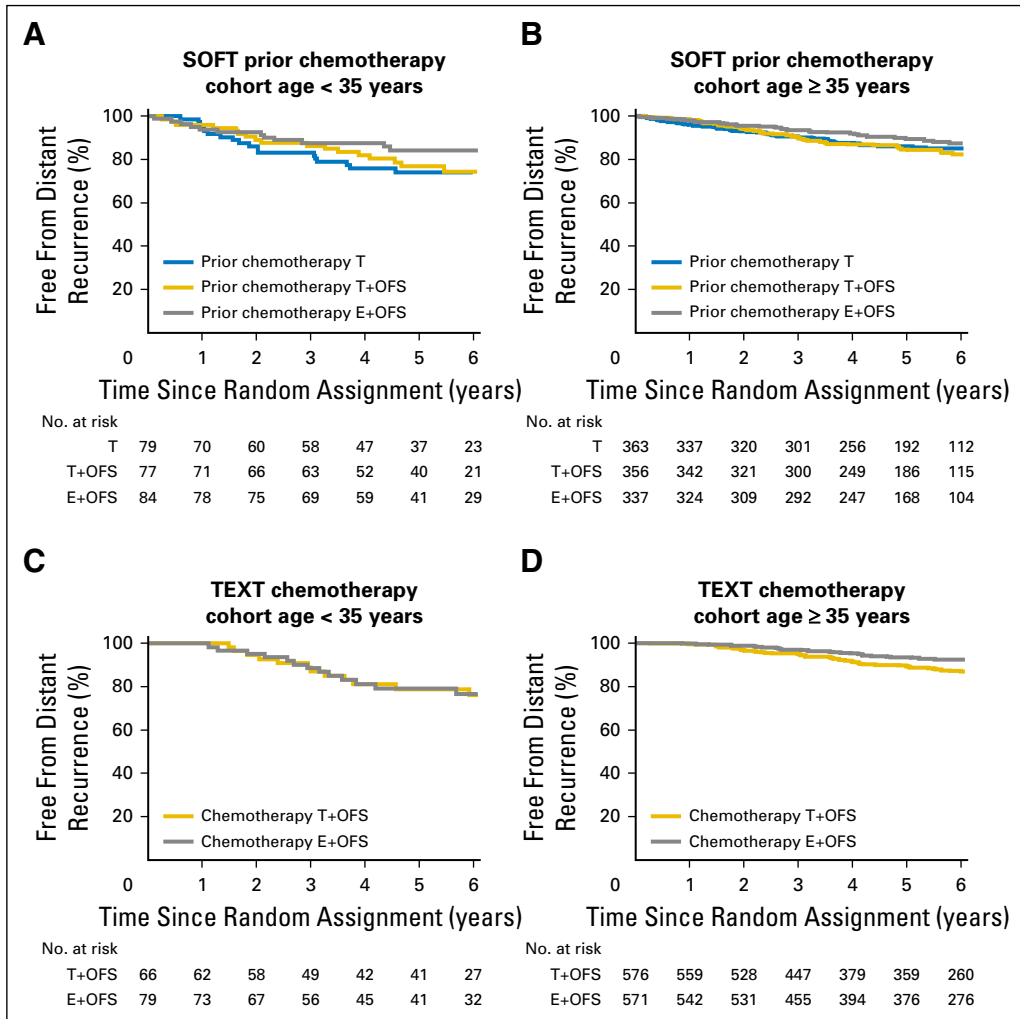 A
SOFT prior chemotherapy
cohort age < 35 years
Free From Distant
Recurrence (%)
100
80
60
40
20
Prior chemotherapy T
Prior chemotherapy T+OFS
Prior chemotherapy E+OFS
0 1 2 3 4 5 6
Time Since Random Assignment (years)
No. at risk
T 79 70 60 58 47 37 23
T+OFS 77 71 66 63 52 40 21
E+OFS 84 78 75 69 59 41 29
B
SOFT prior chemotherapy
cohort age ≥ 35 years
Free From Distant
Recurrence (%)
100
80
60
40
20
Prior chemotherapy T
Prior chemotherapy T+OFS
Prior chemotherapy E+OFS
0 1 2 3 4 5 6
Time Since Random Assignment (years)
No. at risk
T 363 337 320 301 256 192 112
T+OFS 356 342 321 300 249 186 115
E+OFS 337 324 309 292 247 168 104
C
TEXT chemotherapy
cohort age < 35 years
Free From Distant
Recurrence (%)
100
80
60
40
20
Chemotherapy T+OFS
Chemotherapy E+OFS
0 1 2 3 4 5 6
Time Since Random Assignment (years)
No. at risk
T+OFS 66 62 58 49 42 41 27
E+OFS 79 73 67 56 45 41 32
D
TEXT chemotherapy
cohort age ≥ 35 years
Free From Distant
Recurrence (%)
100
80
60
40
20
Chemotherapy T+OFS
Chemotherapy E+OFS
0 1 2 3 4 5 6
Time Since Random Assignment (years)
No. at risk
T+OFS 576 559 528 447 379 359 260
E+OFS 571 542 531 455 394 376 276